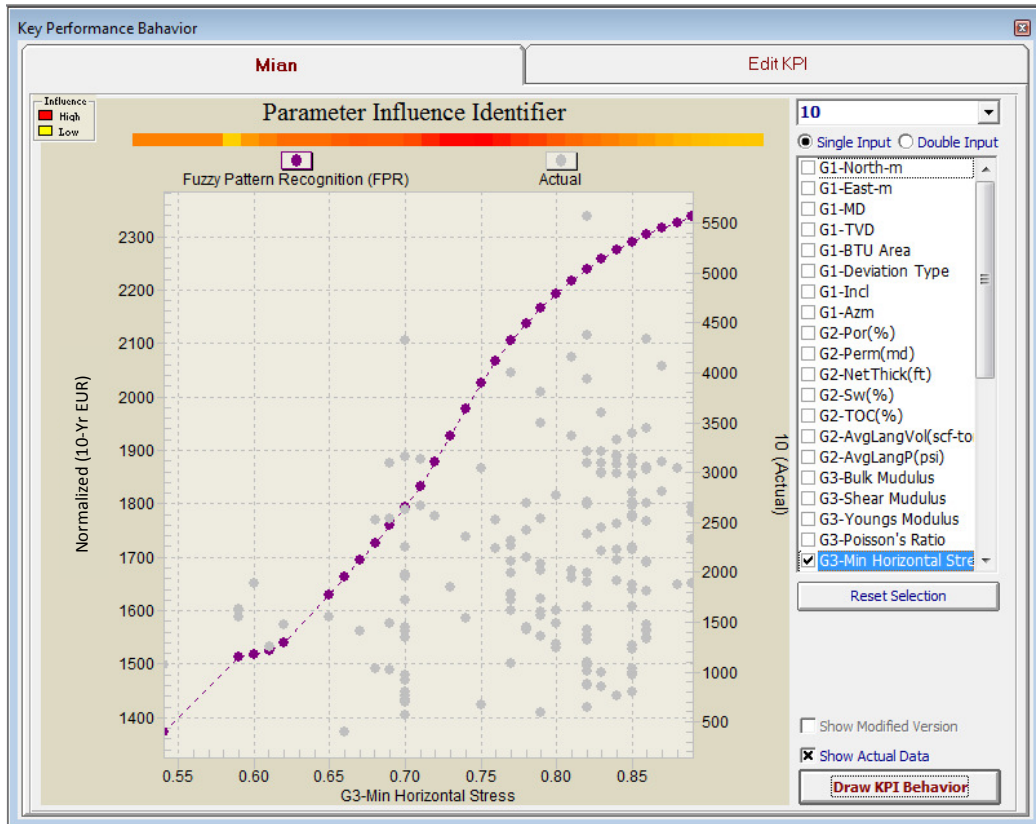 Key Performance Bahavior
Mian
Edit KPI
Influence
High
Low
Parameter Influence Identifier
Fuzzy Pattern Recognition (FPR)
Actual
Normalized (10-Yr EUR)
2300
2200
2100
2000
1900
1800
1700
1600
1500
1400
5500
5000
4500
4000
3500
3000
2500
2000
1500
1000
500
10 (Actual)
0.55
0.60
0.65
0.70
0.75
0.80
0.85
G3-Min Horizontal Stress
10
Single Input
Double Input
G1-North-m
G1-East-m
G1-MD
G1-TVD
G1-BTU Area
G1-Deviation Type
G1-Incl
G1-Azm
G2-Por(%)
G2-Perm(md)
G2-NetThick(ft)
G2-Sw(%)
G2-TOC(%)
G2-AvgLangVol(scf-to
G2-AvgLangP(psi)
G3-Bulk Mudulus
G3-Shear Mudulus
G3-Youngs Modulus
G3-Poisson's Ratio
G3-Min Horizontal Stre
Reset Selection
Show Modified Version
Show Actual Data
Draw KPI Behavior